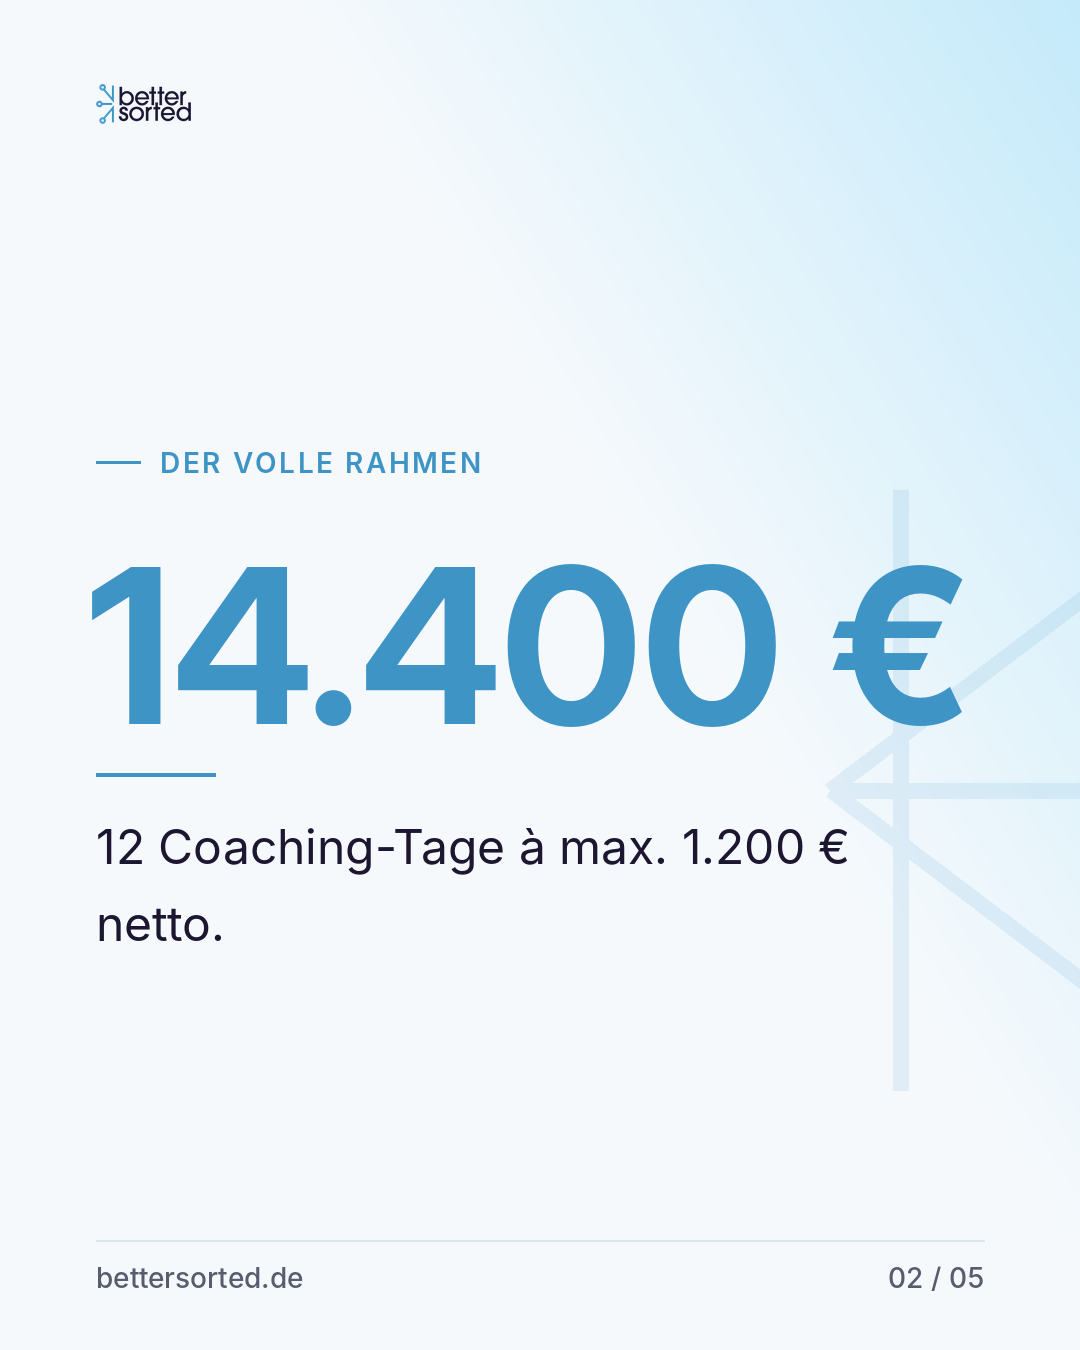 better
sorted
DER VOLLE RAHMEN
14.400 €
12 Coaching-Tage à max. 1.200 €
netto.
bettersorted.de
02 / 05